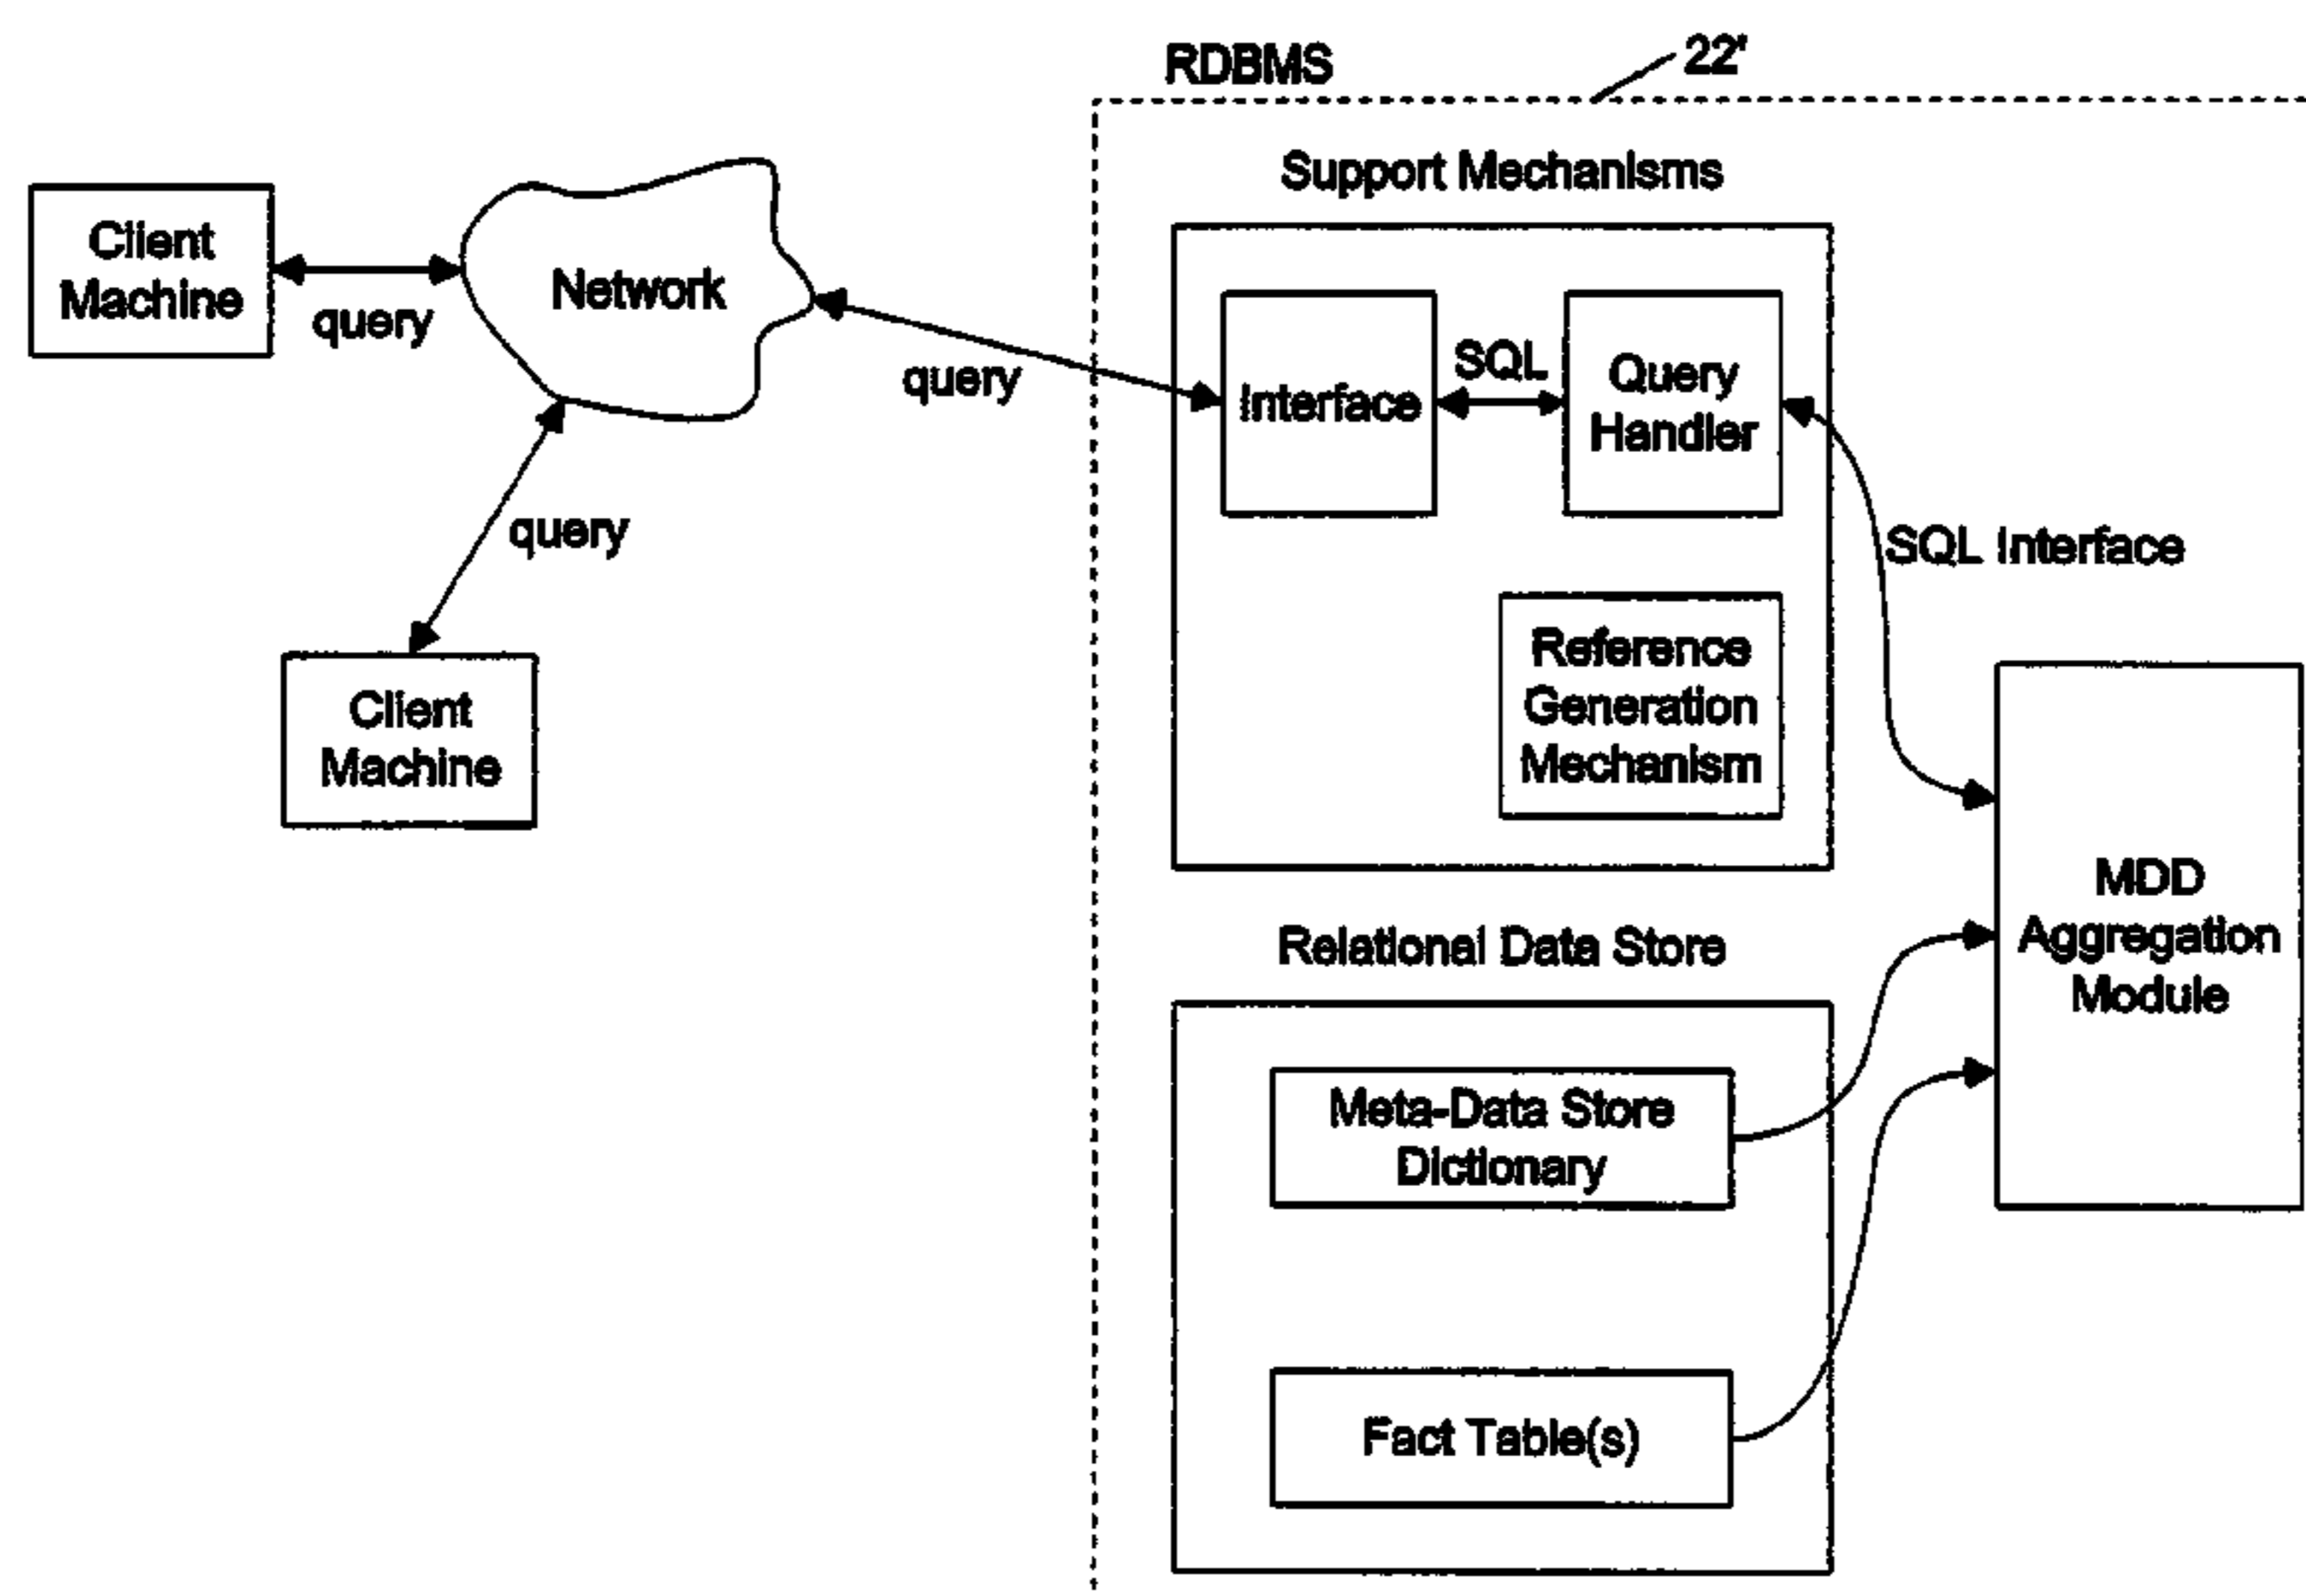 RDBMS
22'
Support Mechanisms
Client
Machine
query
Network
query
Interface
SQL
Query
Handler
query
SQL Interface
Client
Machine
Reference
Generation
Mechanism
MDD
Aggregation
Module
Relational Data Store
Meta-Data Store
Dictionary
Fact Table(s)